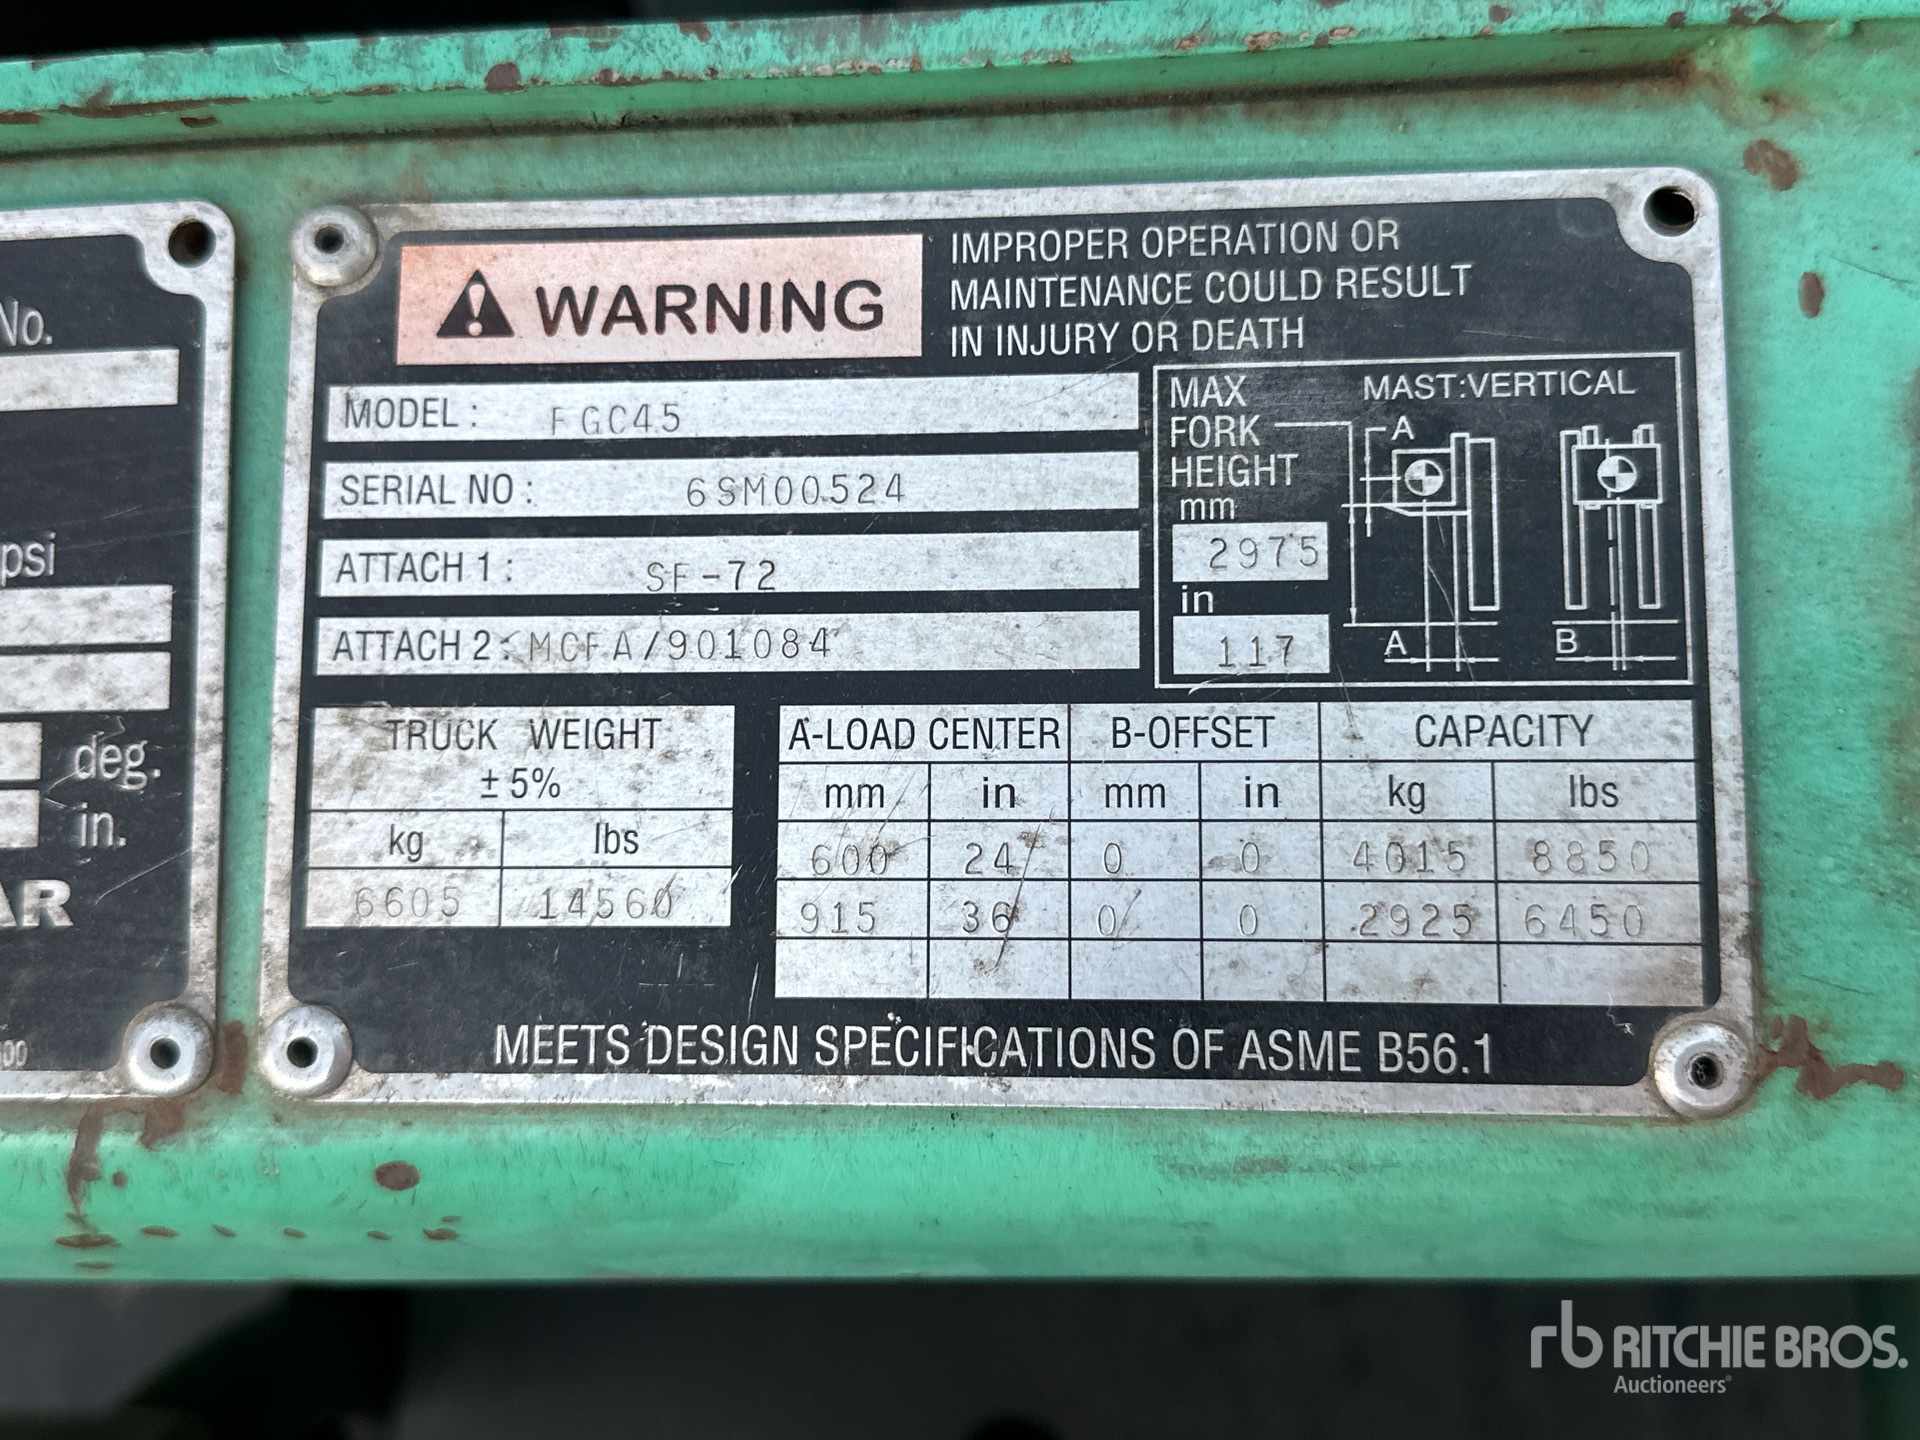 No.
psi
deg.
in.
AR
00
WARNING
IMPROPER OPERATION OR
MAINTENANCE COULD RESULT
IN INJURY OR DEATH
MODEL : FGC45
SERIAL NO : 6SM00524
ATTACH 1 : SF-72
ATTACH 2 : MCFA/901084
MAX
FORK
HEIGHT
mm
2975
in
117
MAST:VERTICAL
A
A
B
TRUCK WEIGHT
± 5%
kg lbs
6605 14560
A-LOAD CENTER B-OFFSET CAPACITY
mm in mm in kg lbs
600 24 0 0 4015 8850
915 36 0 0 2925 6450
MEETS DESIGN SPECIFICATIONS OF ASME B56.1
rb RITCHIE BROS.
Auctioneers®